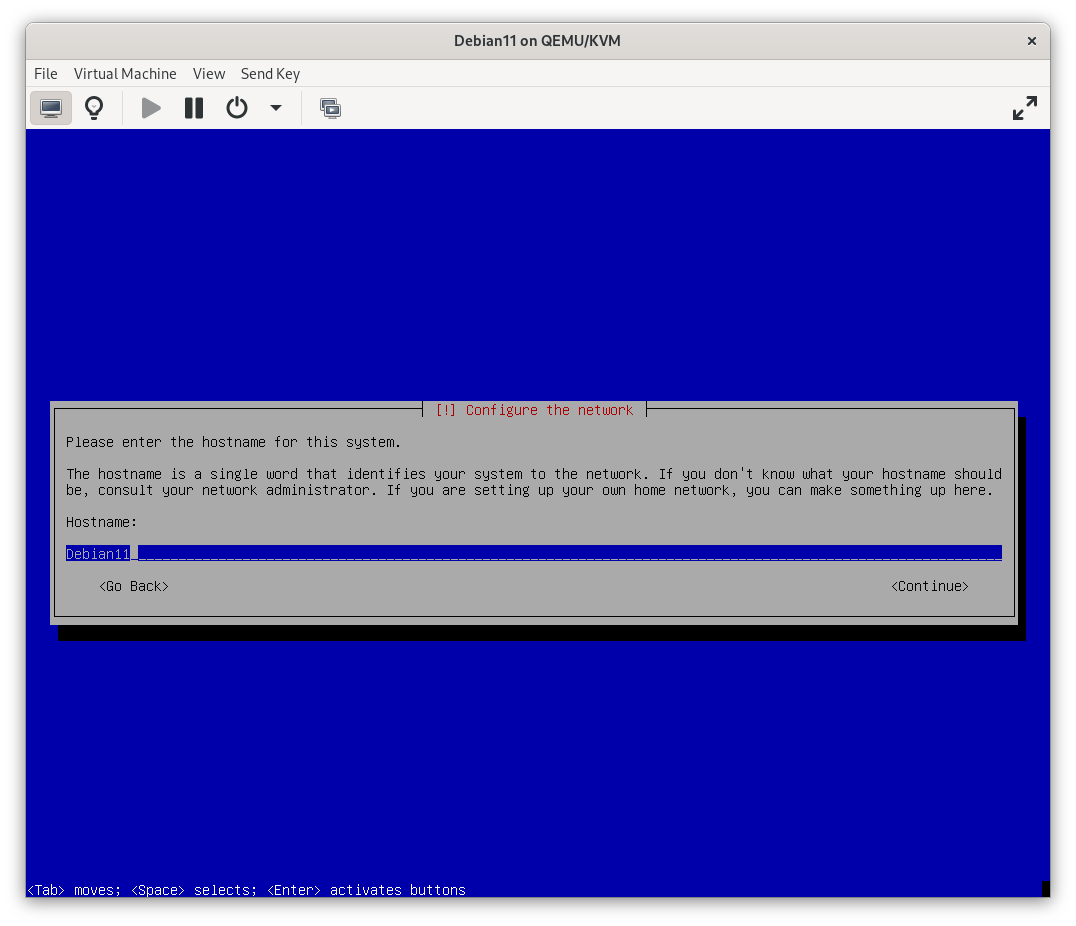 Debian11 on QEMU/KVM
File Virtual Machine View Send Key
[!] Configure the network
Please enter the hostname for this system.
The hostname is a single word that identifies your system to the network. If you don't know what your hostname should
be, consult your network administrator. If you are setting up your own home network, you can make something up here.
Hostname:
Debian11
<Go Back> <Continue>
<Tab> moves; <Space> selects; <Enter> activates buttons